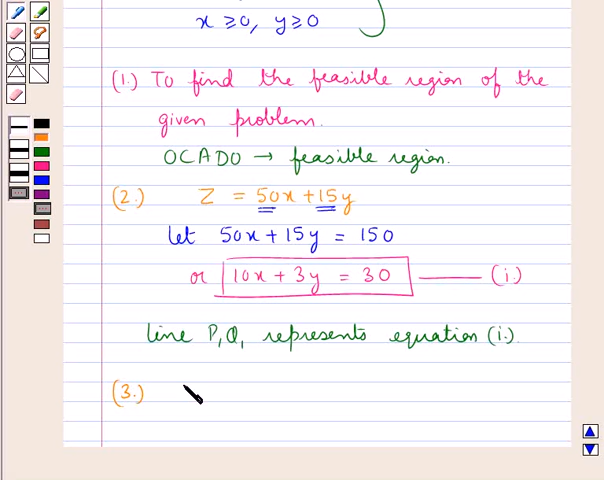 x ≥0, y≥0
(1.) To find the feasible region of the
given problem.
OCADO → feasible region.
(2.) Z = 50x+15y
let 50x+15y = 150
or 10x + 3y = 30 —— (i.)
line P₁Q₁ represents equation (i.)
(3.)